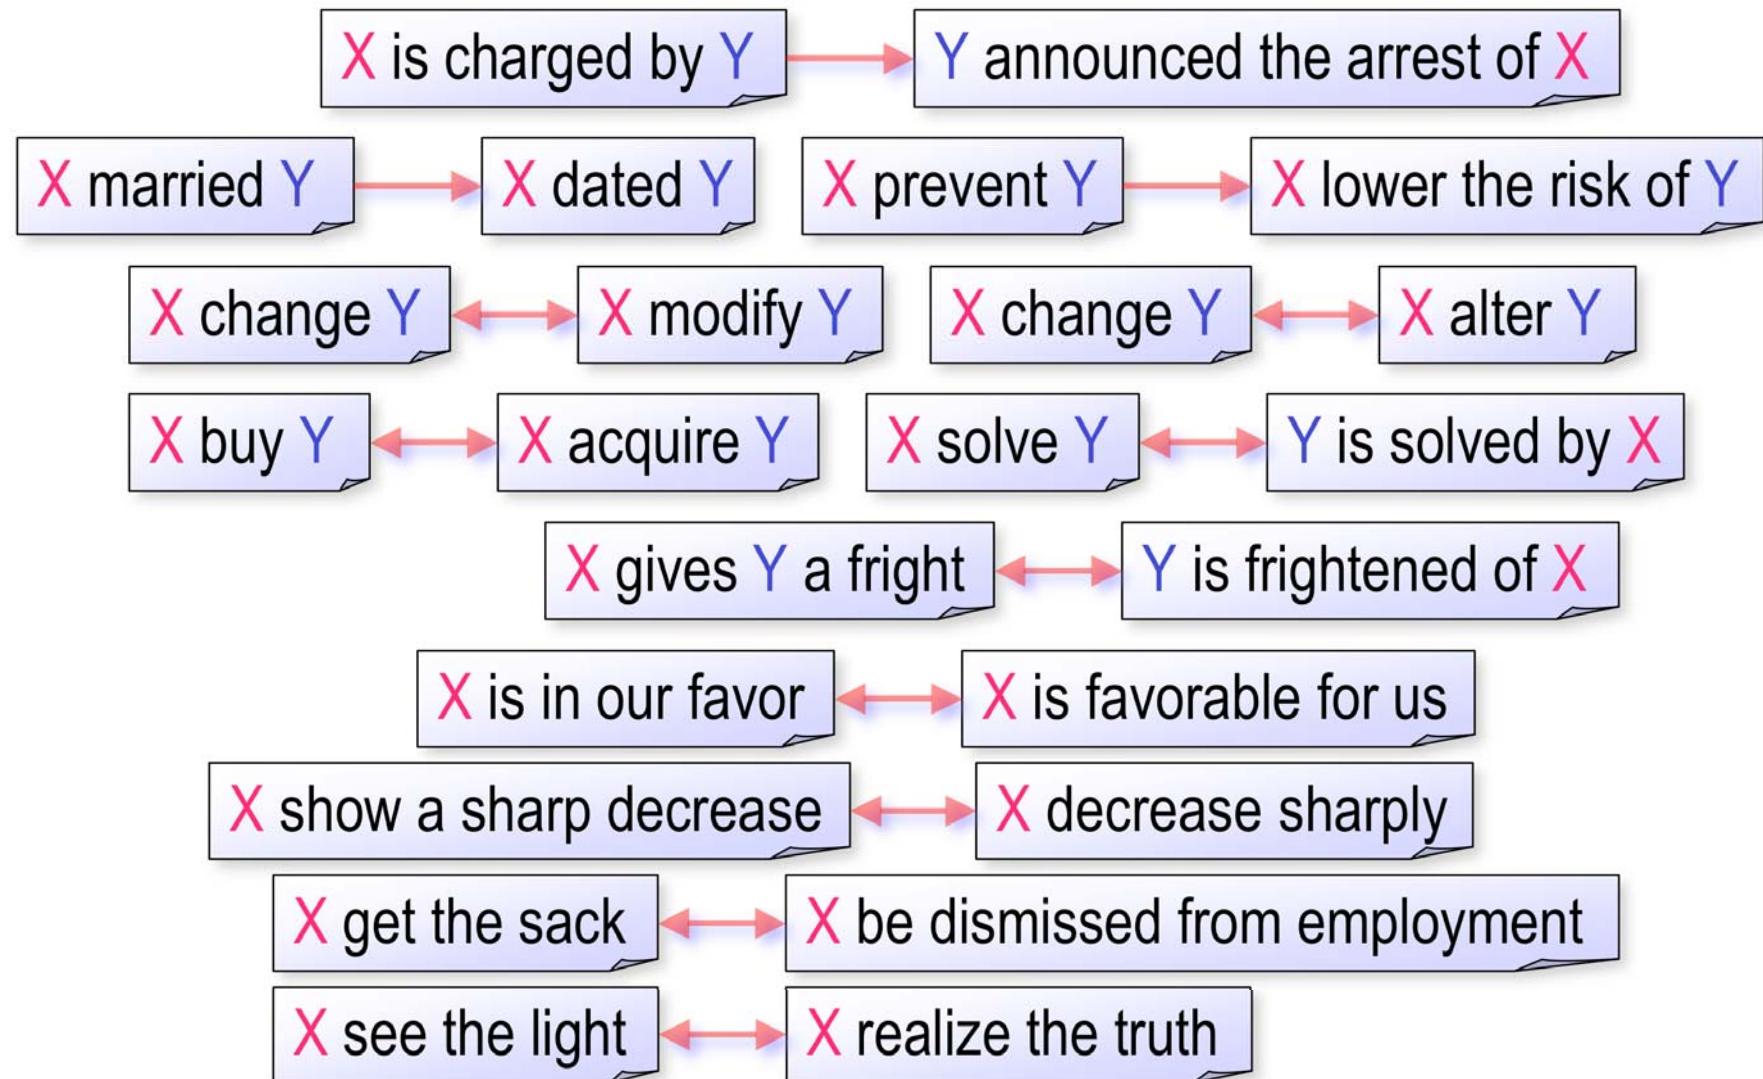 X is charged by Y Y announced the arrest of X
X married Y X dated Y X prevent Y X lower the risk of Y
X change Y X modify Y X change Y X alter Y
X buy Y X acquire Y X solve Y Y is solved by X
X gives Y a fright Y is frightened of X
X is in our favor X is favorable for us
X show a sharp decrease X decrease sharply
X get the sack X be dismissed from employment
X see the light X realize the truth